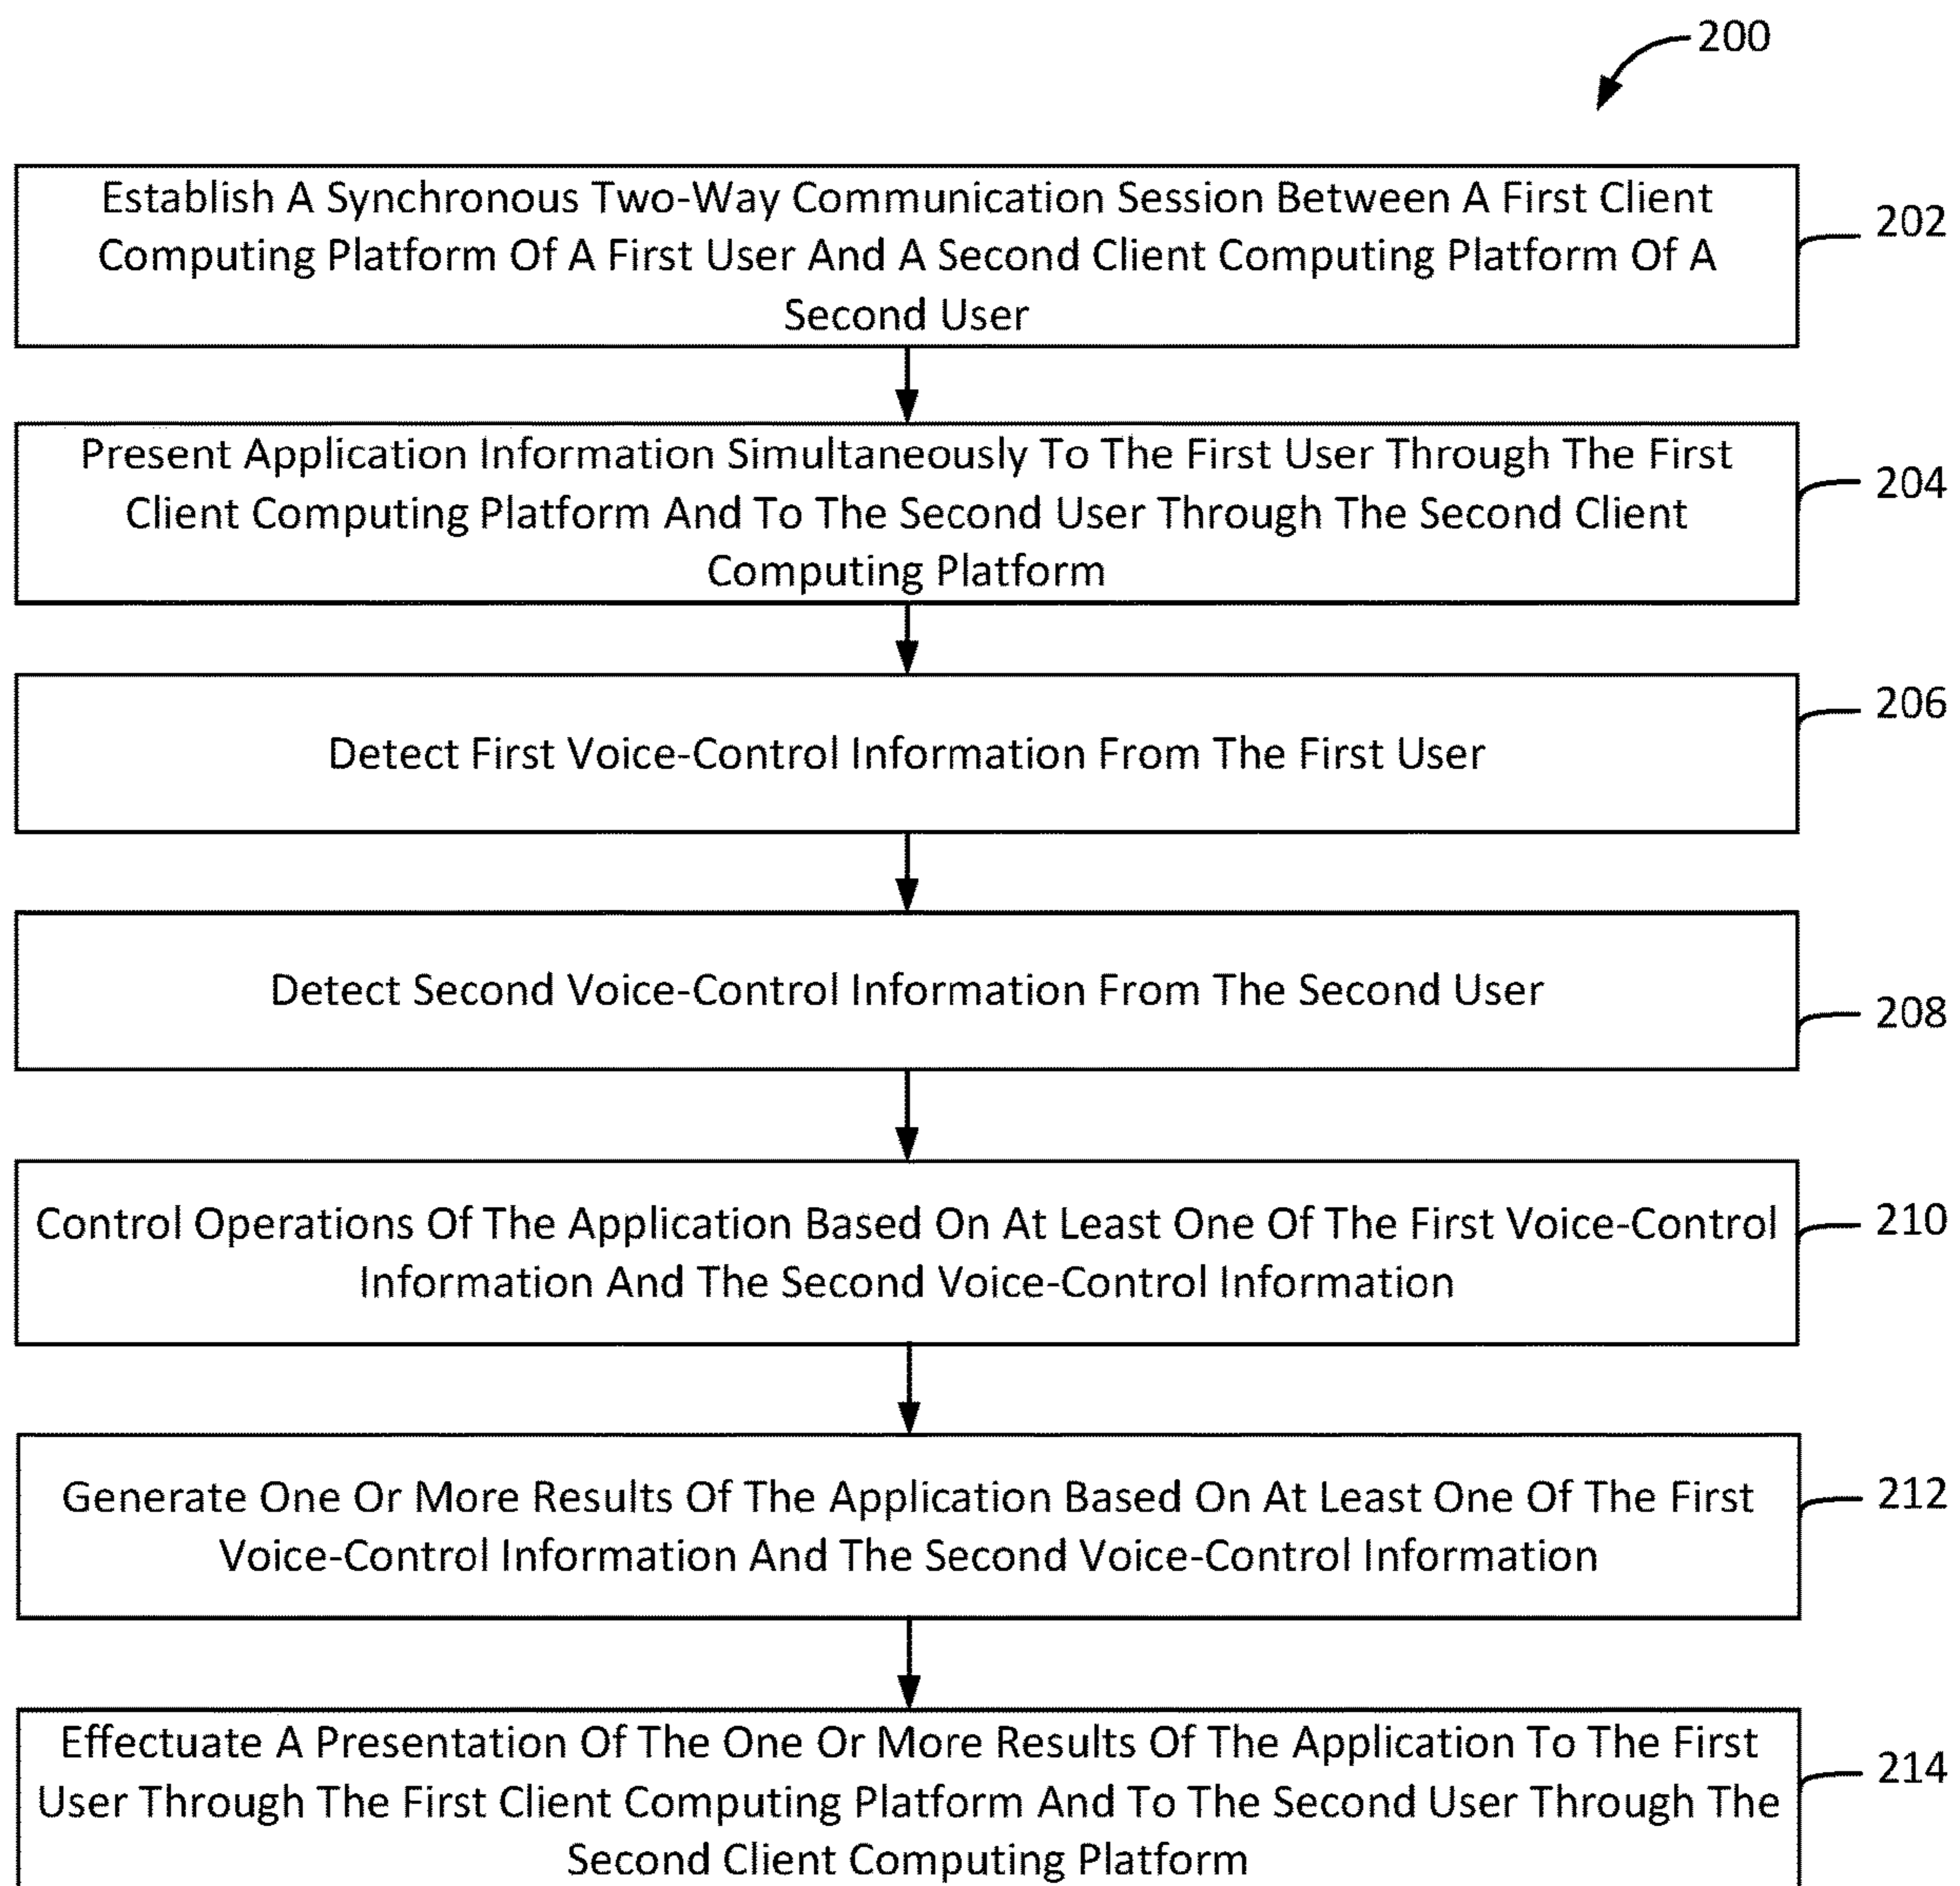 200
Establish A Synchronous Two-Way Communication Session Between A First Client
Computing Platform Of A First User And A Second Client Computing Platform Of A
Second User
202
Present Application Information Simultaneously To The First User Through The First
Client Computing Platform And To The Second User Through The Second Client
Computing Platform
204
Detect First Voice-Control Information From The First User
206
Detect Second Voice-Control Information From The Second User
208
Control Operations Of The Application Based On At Least One Of The First Voice-Control
Information And The Second Voice-Control Information
210
Generate One Or More Results Of The Application Based On At Least One Of The First
Voice-Control Information And The Second Voice-Control Information
212
Effectuate A Presentation Of The One Or More Results Of The Application To The First
User Through The First Client Computing Platform And To The Second User Through The
Second Client Computing Platform
214